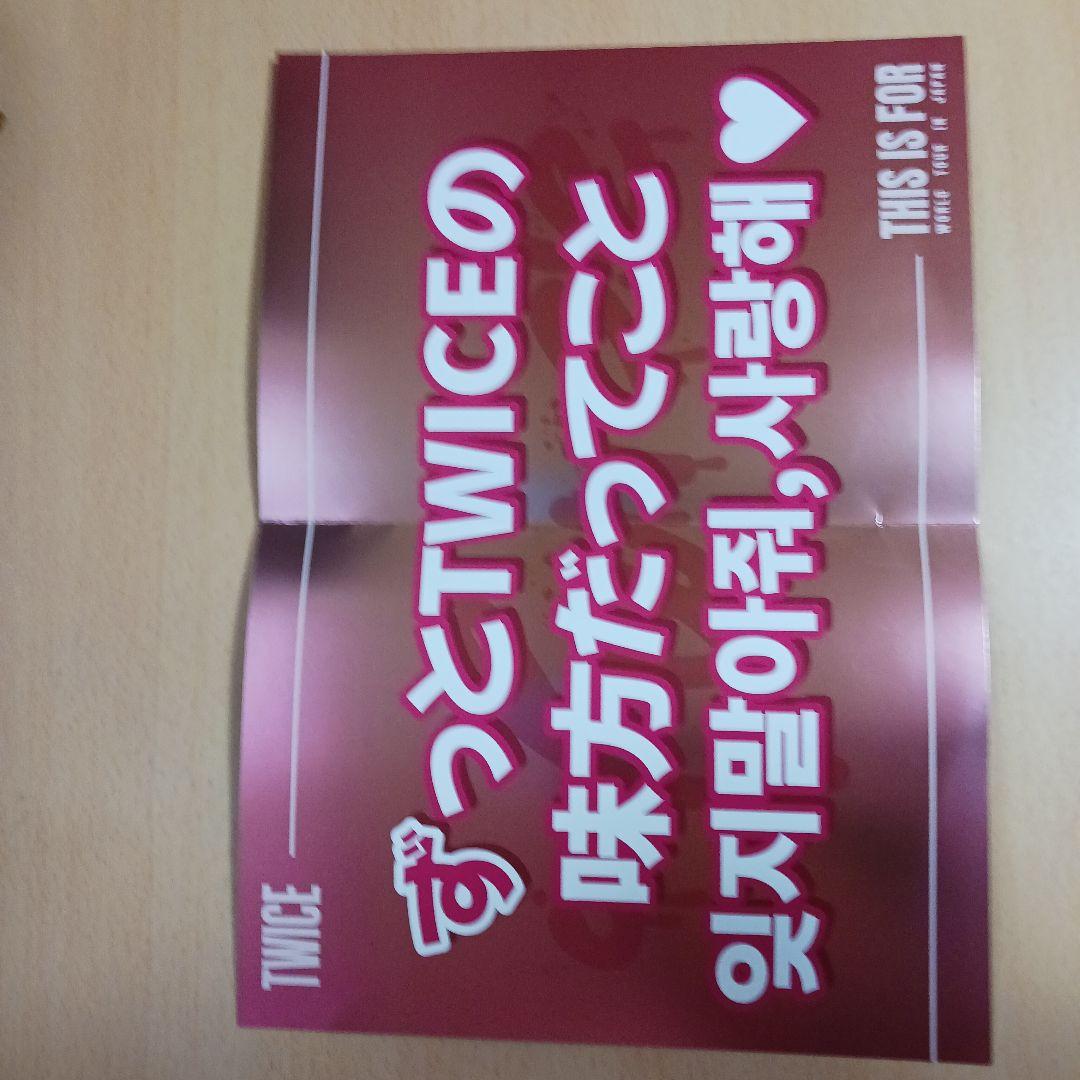 TWICE
ずっとTWICEの
味方だってこと
잊지말아줘,사랑해♥
THIS IS FOR
WORLD TOUR IN JAPAN